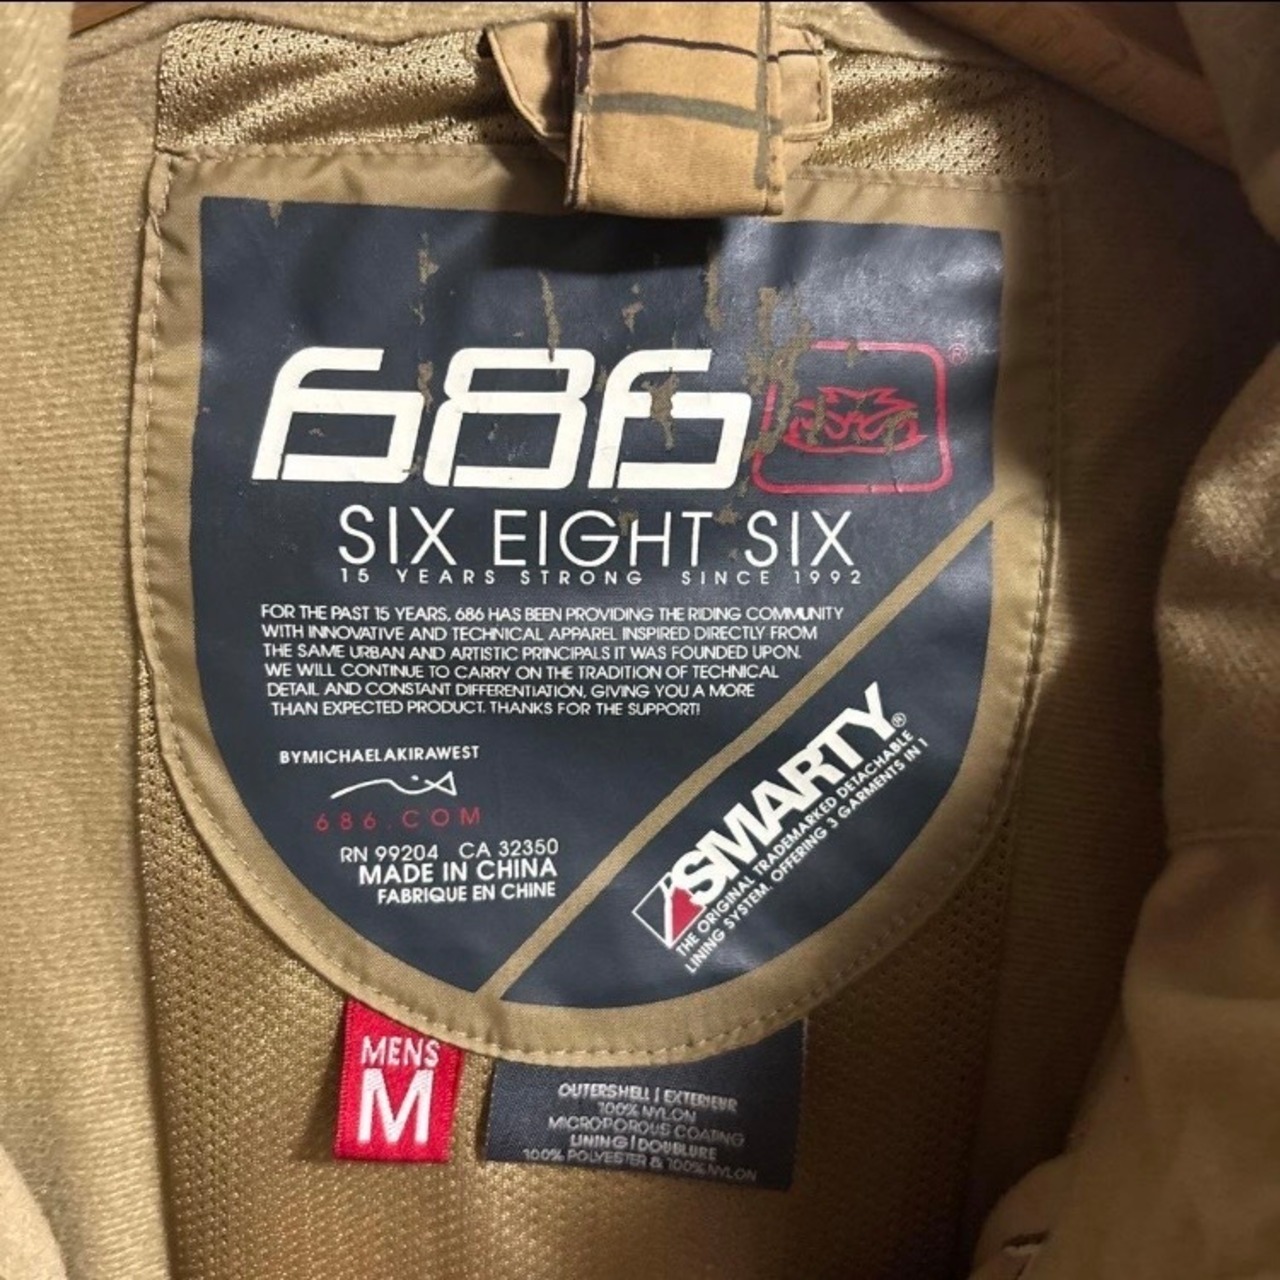 686 ®
SIX EIGHT SIX
15 YEARS STRONG SINCE 1992
FOR THE PAST 15 YEARS, 686 HAS BEEN PROVIDING THE RIDING COMMUNITY
WITH INNOVATIVE AND TECHNICAL APPAREL INSPIRED DIRECTLY FROM
THE SAME URBAN AND ARTISTIC PRINCIPALS IT WAS FOUNDED UPON.
WE WILL CONTINUE TO CARRY ON THE TRADITION OF TECHNICAL
DETAIL AND CONSTANT DIFFERENTIATION, GIVING YOU A MORE
THAN EXPECTED PRODUCT. THANKS FOR THE SUPPORT!
BYMICHAELAKIRAWEST
686.COM
RN 99204 CA 32350
MADE IN CHINA
FABRIQUE EN CHINE
SMARTY®
THE ORIGINAL TRADEMARKED DETACHABLE
LINING SYSTEM. OFFERING 3 GARMENTS IN 1
MENS
M
OUTERSHELL | EXTERIEUR
100% NYLON
MICROPOROUS COATING
LINING | DOUBLURE
100% POLYESTER & 100% NYLON